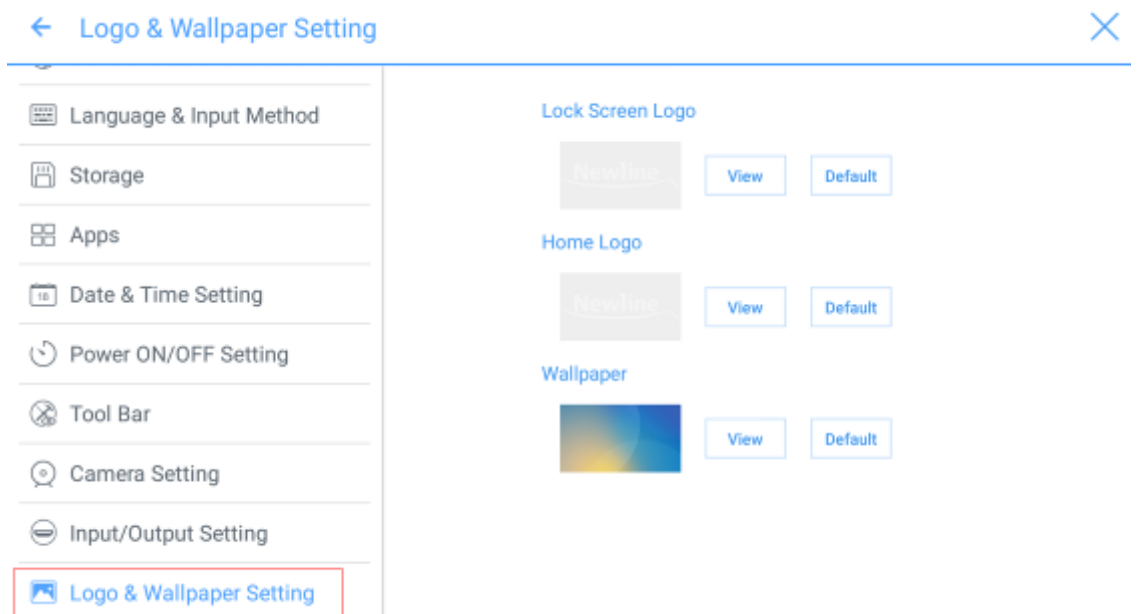 Logo & Wallpaper Setting
Language & Input Method
Storage
Apps
Date & Time Setting
Power ON/OFF Setting
Tool Bar
Camera Setting
Input/Output Setting
Logo & Wallpaper Setting
Lock Screen Logo
Newline
View
Default
Home Logo
Newline
View
Default
Wallpaper
View
Default